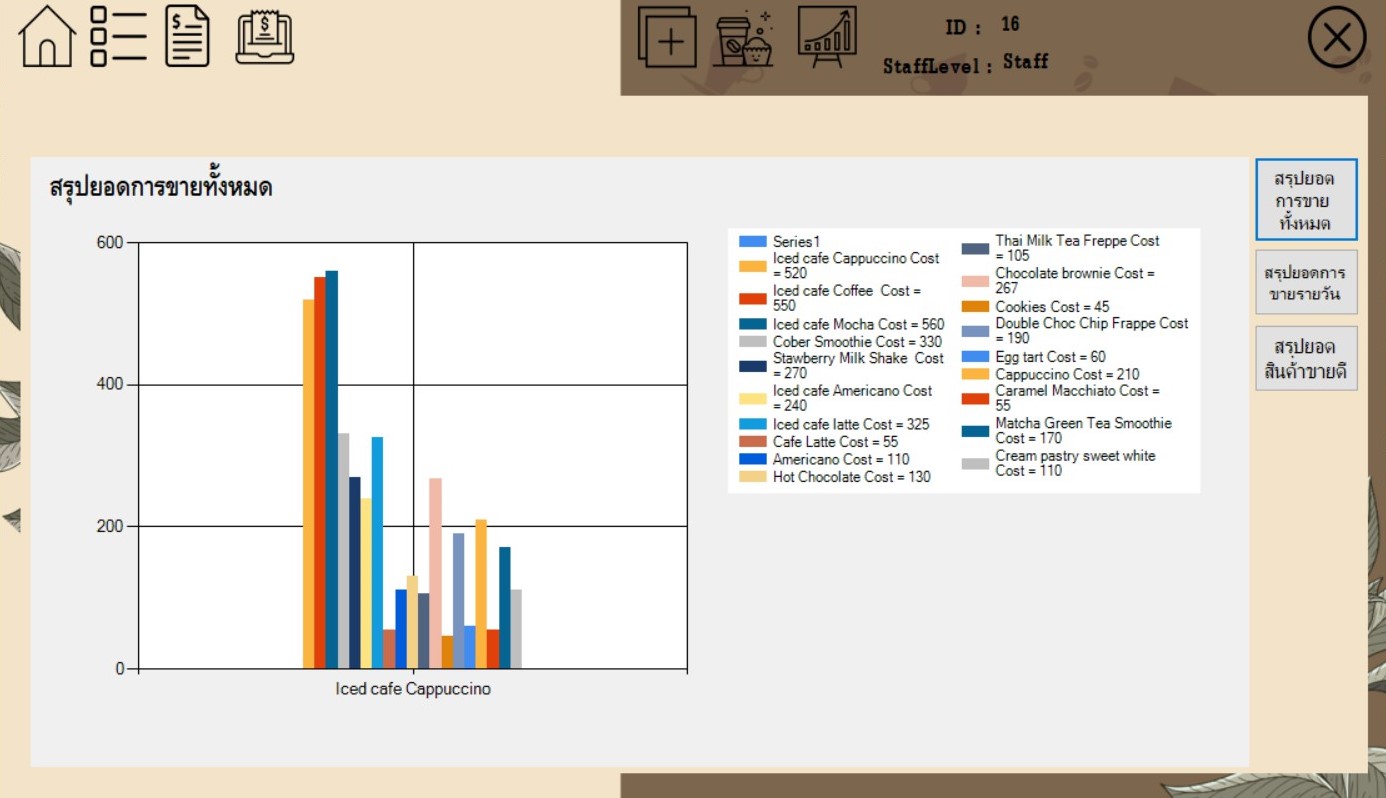 ID : 16
StaffLevel : Staff
สรุปยอดการขายทั้งหมด
600
400
200
0
Iced cafe Cappuccino
Series1
Iced cafe Cappuccino Cost
= 520
Iced cafe Coffee Cost =
550
Iced cafe Mocha Cost = 560
Cober Smoothie Cost = 330
Stawberry Milk Shake Cost
= 270
Iced cafe Americano Cost
= 240
Iced cafe latte Cost = 325
Cafe Latte Cost = 55
Americano Cost = 110
Hot Chocolate Cost = 130
Thai Milk Tea Freppe Cost
= 105
Chocolate brownie Cost =
267
Cookies Cost = 45
Double Choc Chip Frappe Cost
= 190
Egg tart Cost = 60
Cappuccino Cost = 210
Caramel Macchiato Cost =
55
Matcha Green Tea Smoothie
Cost = 170
Cream pastry sweet white
Cost = 110
สรุปยอด
การขาย
ทั้งหมด
สรุปยอดการ
ขายรายวัน
สรุปยอด
สินค้าขายดี